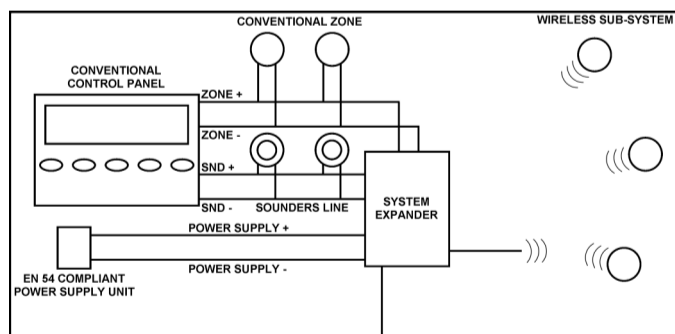 CONVENTIONAL ZONE
WIRELESS SUB-SYSTEM
CONVENTIONAL
CONTROL PANEL
ZONE +
ZONE -
SND +
SND -
SOUNDERS LINE
SYSTEM
EXPANDER
POWER SUPPLY +
POWER SUPPLY -
EN 54 COMPLIANT
POWER SUPPLY UNIT